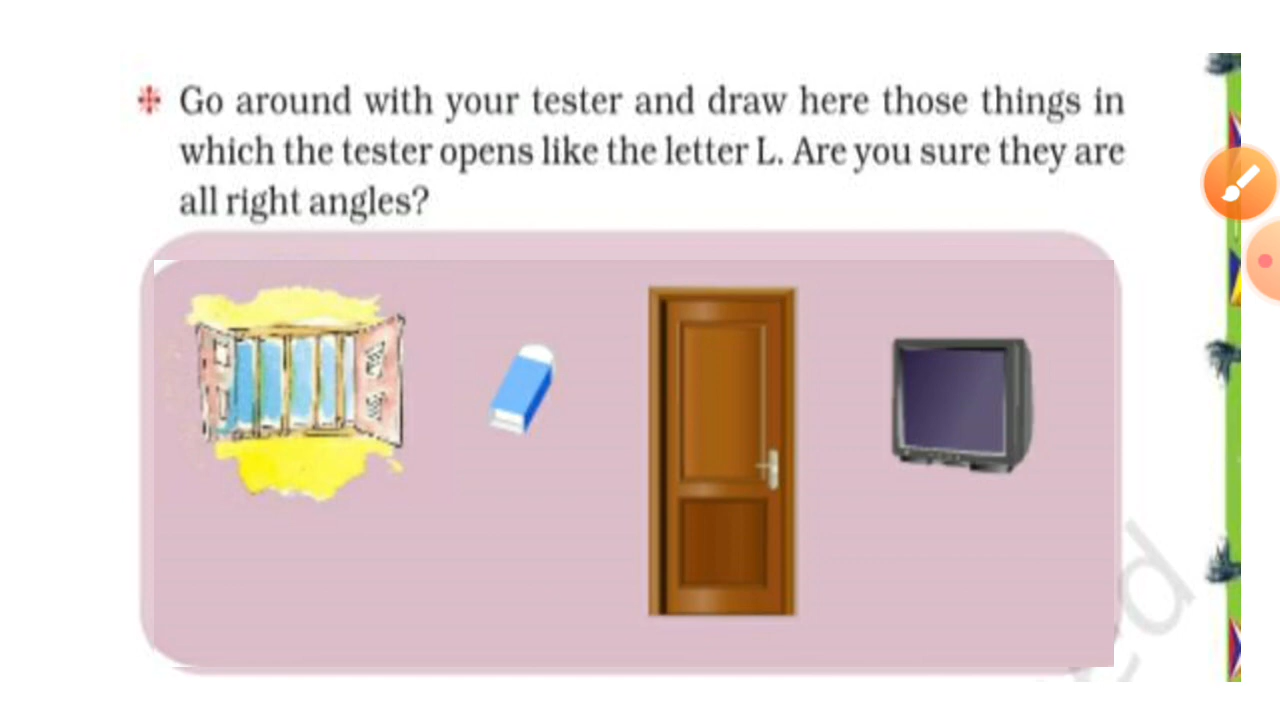 Go around with your tester and draw here those things in
which the tester opens like the letter L. Are you sure they are
all right angles?